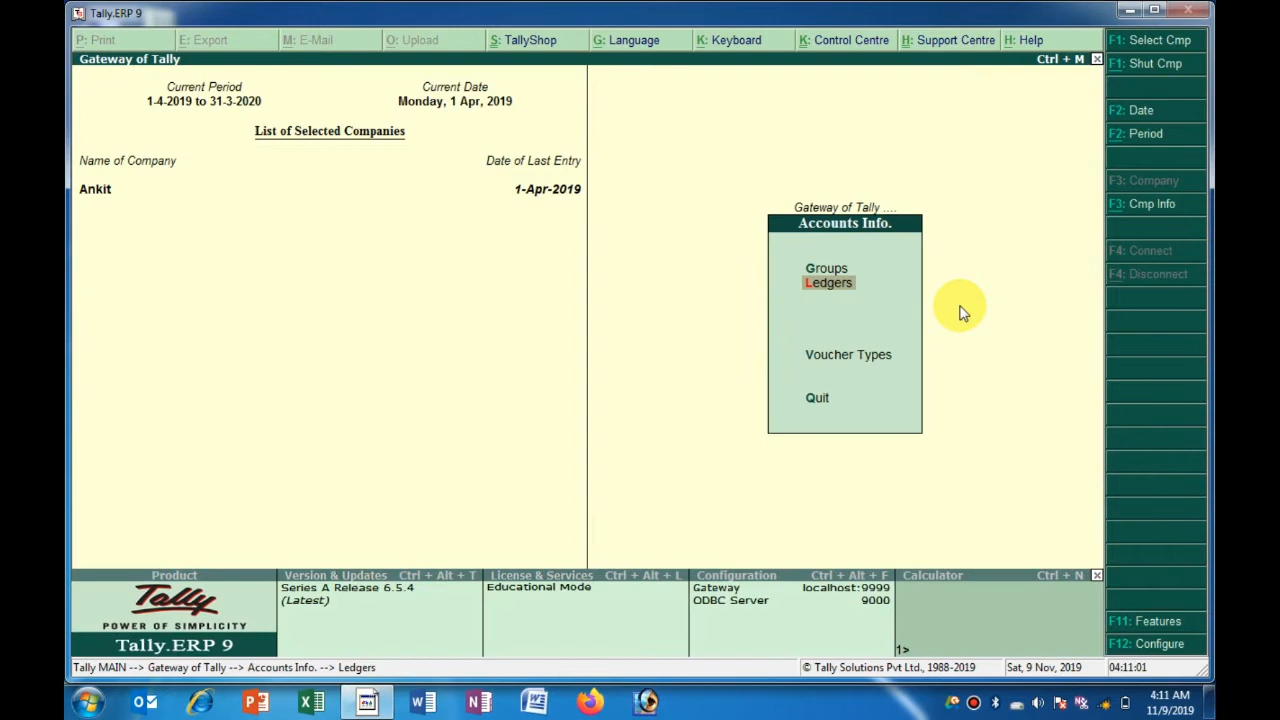 Tally.ERP 9
P: Print E: Export M: E-Mail O: Upload S: TallyShop G: Language K: Keyboard K: Control Centre H: Support Centre H: Help
F1: Select Cmp
Gateway of Tally Ctrl + M
F1: Shut Cmp
Current Period Current Date
1-4-2019 to 31-3-2020 Monday, 1 Apr, 2019
F2: Date
List of Selected Companies
F2: Period
Name of Company Date of Last Entry
F3: Company
Ankit 1-Apr-2019
F3: Cmp Info
Gateway of Tally ....
Accounts Info.
F4: Connect
Groups
F4: Disconnect
Ledgers
Voucher Types
Quit
Product Version & Updates Ctrl + Alt + T License & Services Ctrl + Alt + L Configuration Ctrl + Alt + F Calculator Ctrl + N
Series A Release 6.5.4 Educational Mode Gateway localhost:9999
(Latest) ODBC Server 9000
Tally
POWER OF SIMPLICITY
F11: Features
Tally.ERP 9
1>
F12: Configure
Tally MAIN --> Gateway of Tally --> Accounts Info. --> Ledgers © Tally Solutions Pvt Ltd., 1988-2019 Sat, 9 Nov, 2019 04:11:01
4:11 AM
11/9/2019